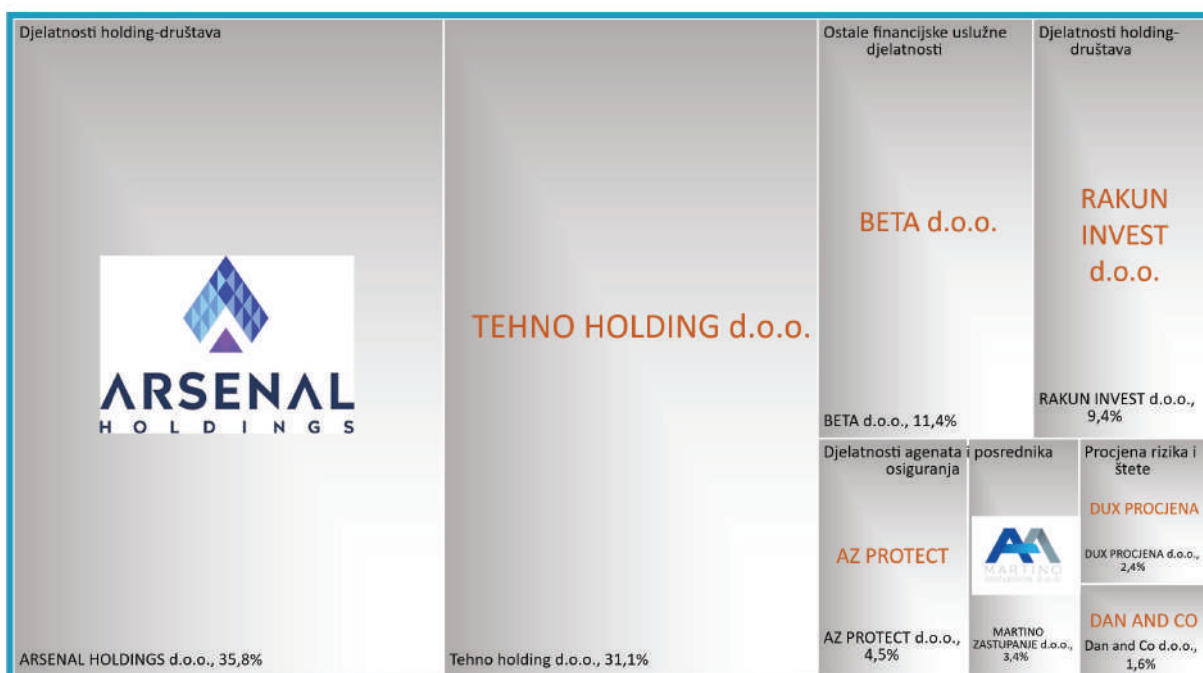 Djelatnosti holding-društava
ARSENAL
HOLDINGS
ARSENAL HOLDINGS d.o.o., 35,8%
TEHNO HOLDING d.o.o.
Tehno holding d.o.o., 31,1%
Ostale financijske uslužne
djelatnosti
BETA d.o.o.
BETA d.o.o., 11,4%
Djelatnosti holding-
društava
RAKUN
INVEST
d.o.o.
RAKUN INVEST d.o.o.,
9,4%
Djelatnosti agenata i posrednika
osiguranja
AZ PROTECT
AZ PROTECT d.o.o.,
4,5%
MARTINO
MARTINO
ZASTUPANJE d.o.o.,
3,4%
Procjena rizika i
štete
DUX PROCJENA
DUX PROCJENA d.o.o.,
2,4%
DAN AND CO
Dan and Co d.o.o.,
1,6%